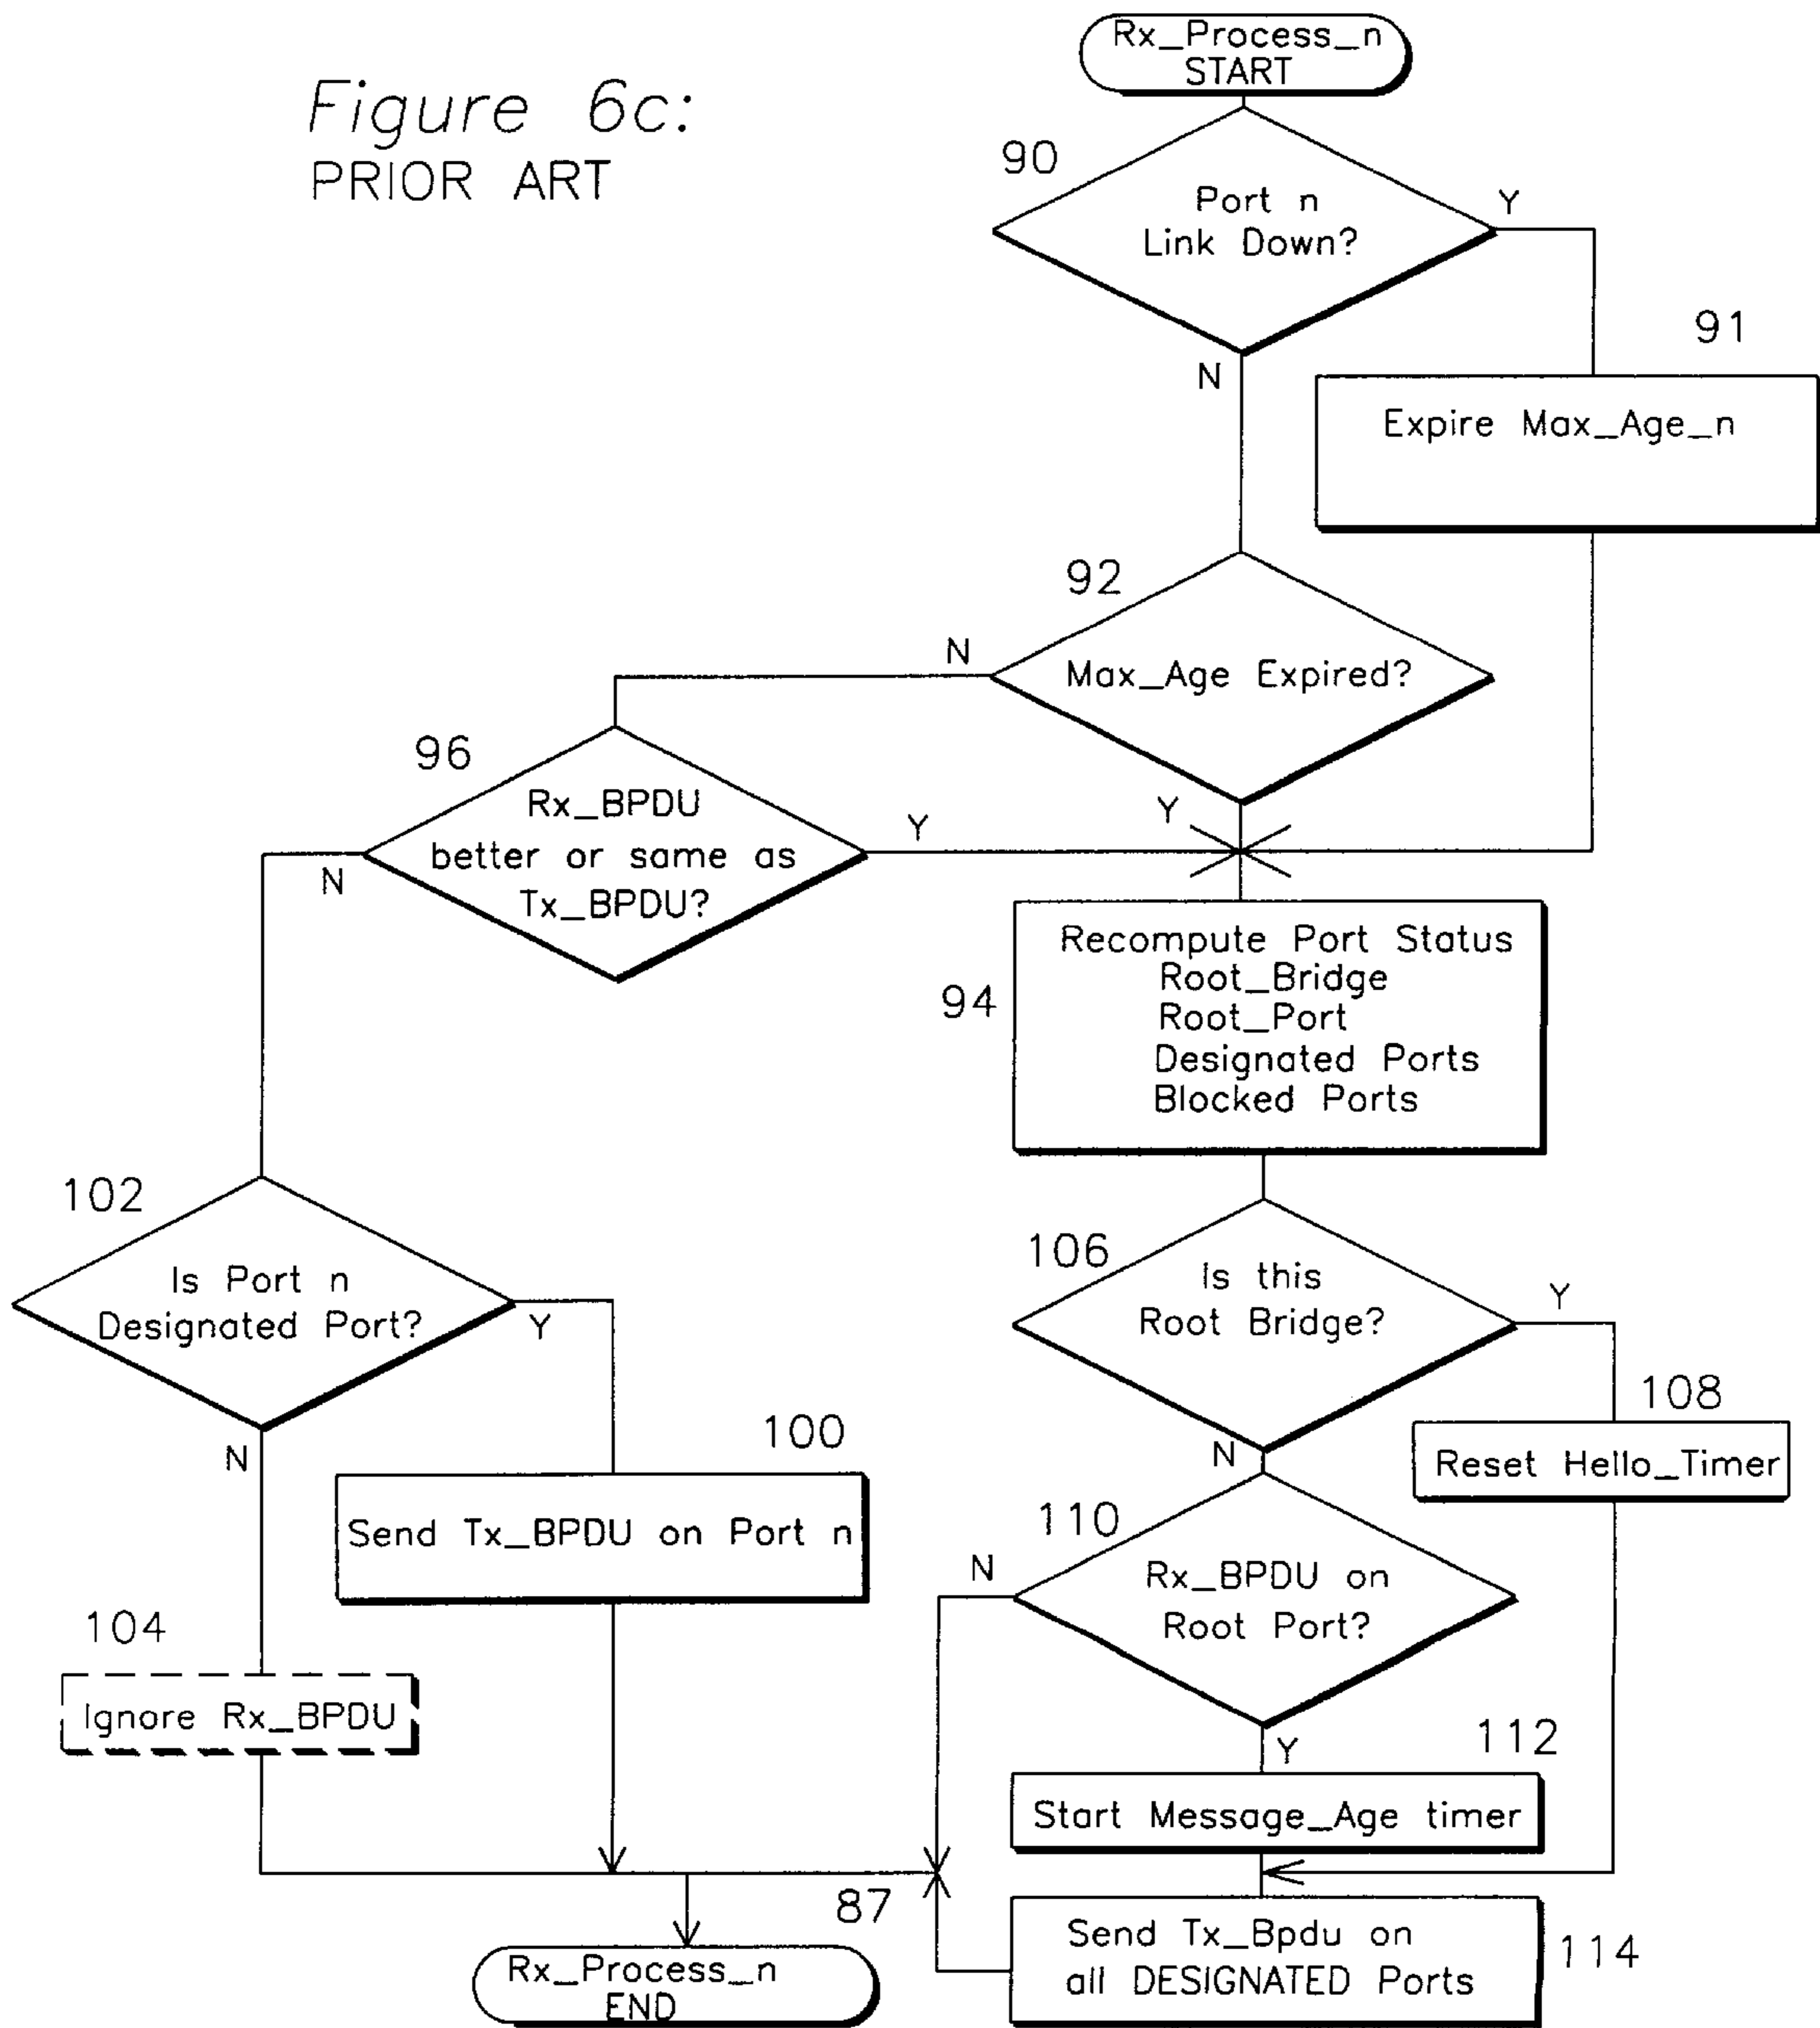 Rx_Process_n
START
Figure 6c:
PRIOR ART
90
Port n
Link Down?
Y
N
91
Expire Max_Age_n
92
Max_Age Expired?
N
Y
96
Rx_BPDU
better or same as
Tx_BPDU?
Y
N
94
Recompute Port Status
Root_Bridge
Root_Port
Designated Ports
Blocked Ports
102
Is Port n
Designated Port?
Y
N
106
Is this
Root Bridge?
Y
N
108
Reset Hello_Timer
100
Send Tx_BPDU on Port n
110
Rx_BPDU on
Root Port?
N
Y
104
Ignore Rx_BPDU
112
Start Message_Age timer
87
114
Send Tx_Bpdu on
all DESIGNATED Ports
Rx_Process_n
END